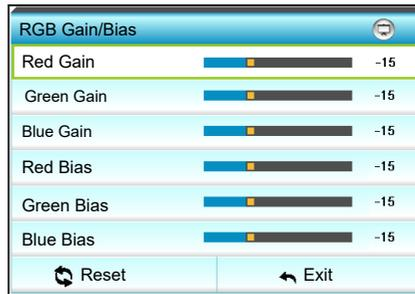 RGB Gain/Bias
Red Gain -15
Green Gain -15
Blue Gain -15
Red Bias -15
Green Bias -15
Blue Bias -15
Reset Exit